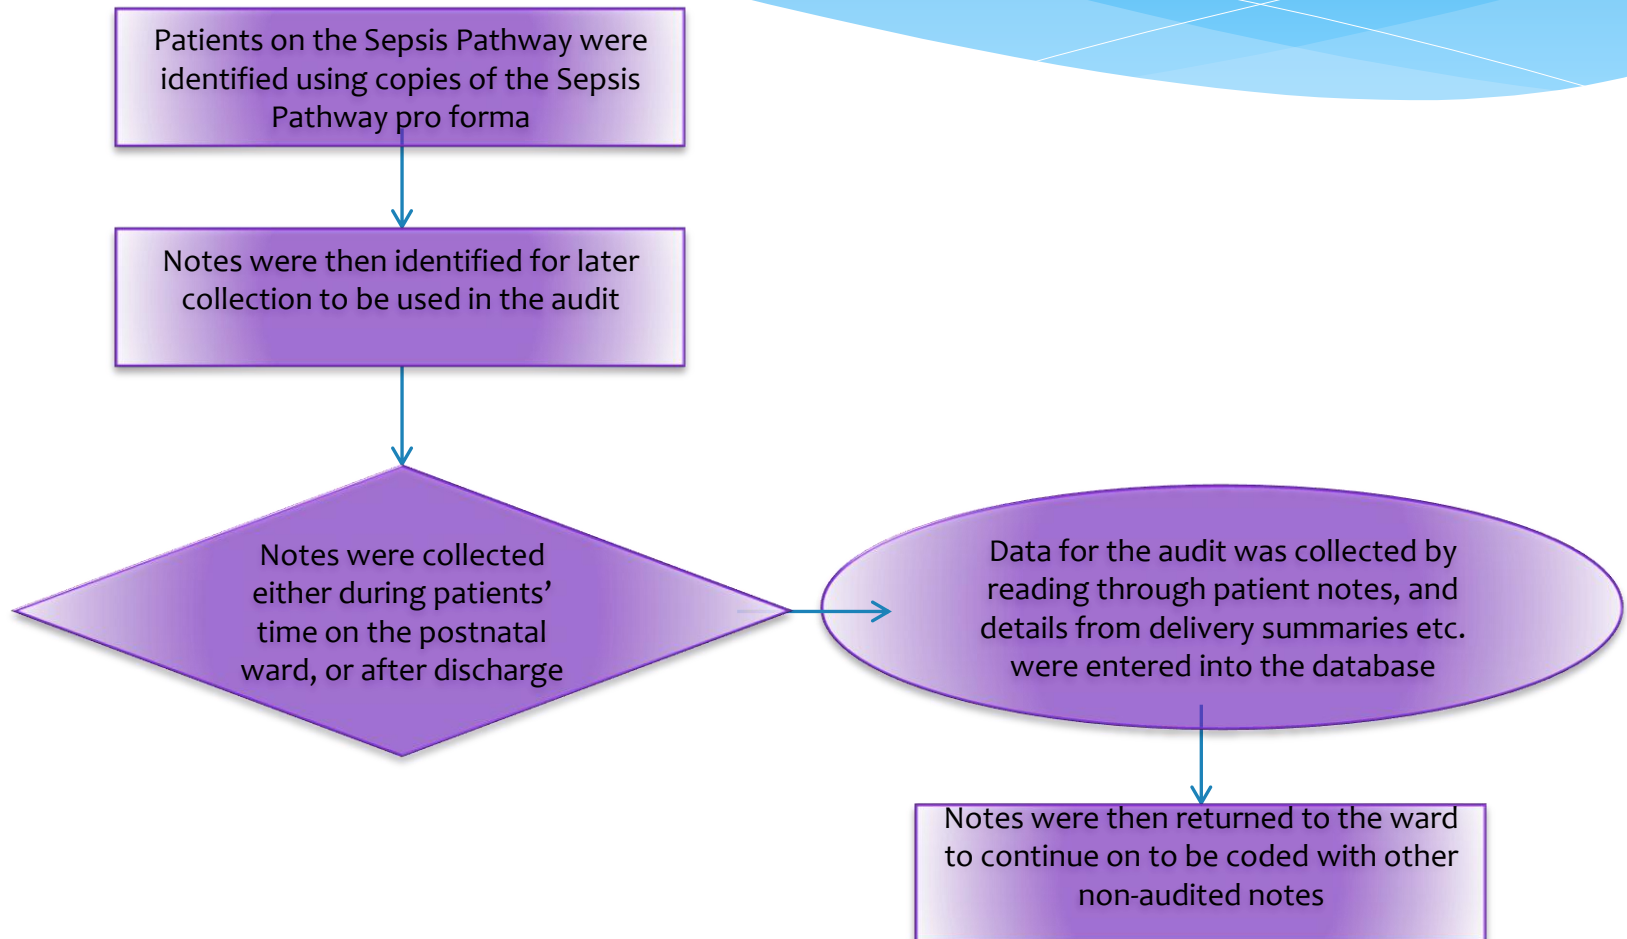 Patients on the Sepsis Pathway were
identified using copies of the Sepsis
Pathway pro forma
Notes were then identified for later
collection to be used in the audit
Notes were collected
either during patients’
time on the postnatal
ward, or after discharge
Data for the audit was collected by
reading through patient notes, and
details from delivery summaries etc.
were entered into the database
Notes were then returned to the ward
to continue on to be coded with other
non-audited notes